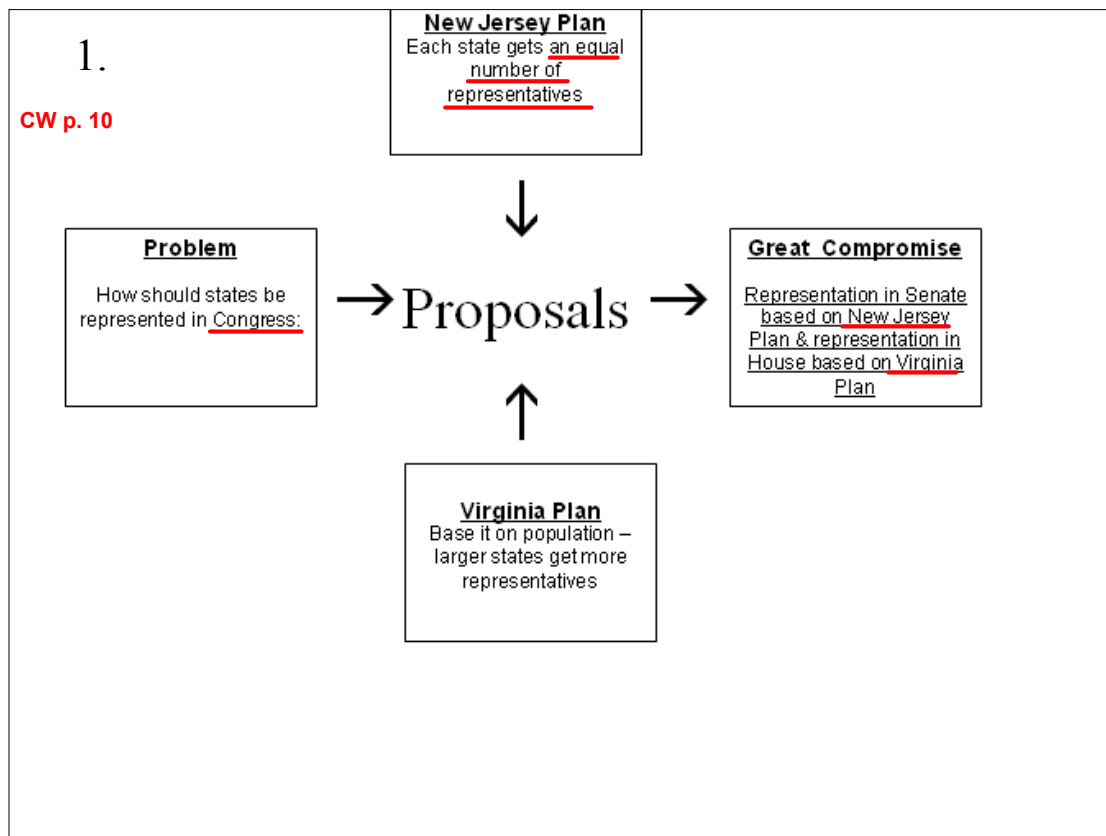 1.
CW p. 10
New Jersey Plan
Each state gets an equal
number of
representatives
Problem
How should states be
represented in Congress:
Proposals
Great Compromise
Representation in Senate
based on New Jersey
Plan & representation in
House based on Virginia
Plan
Virginia Plan
Base it on population –
larger states get more
representatives